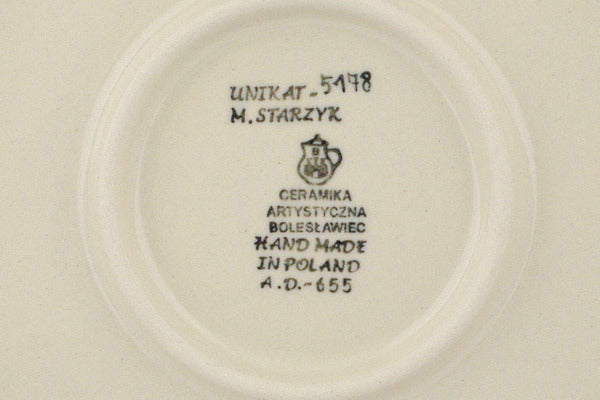 UNIKAT-5178
M. STARZYK
CERAMIKA
ARTYSTYCZNA
BOLESŁAWIEC
HAND MADE
IN POLAND
A.D.-655